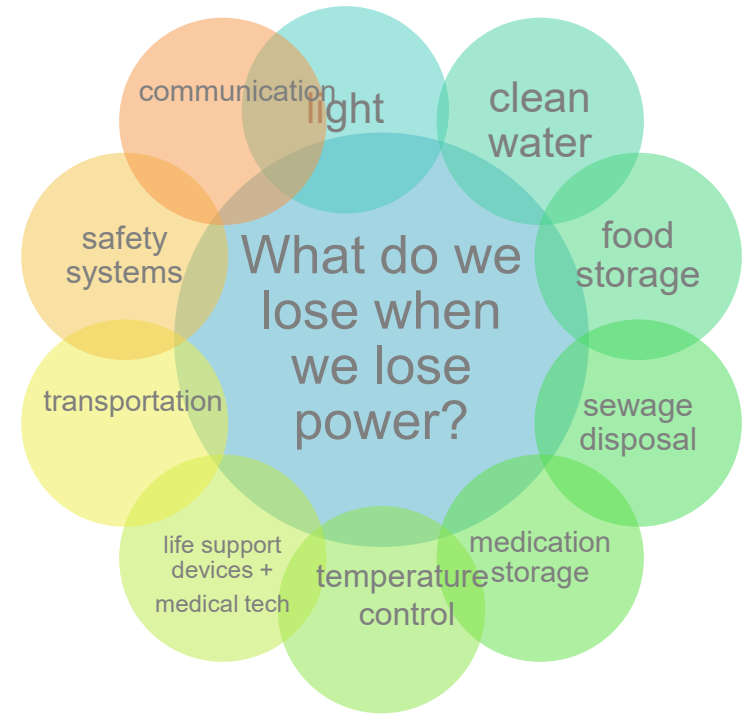 What do we
lose when
we lose
power?
light
clean
water
food
storage
sewage
disposal
medication
storage
temperature
control
life support
devices +
medical tech
transportation
safety
systems
communication